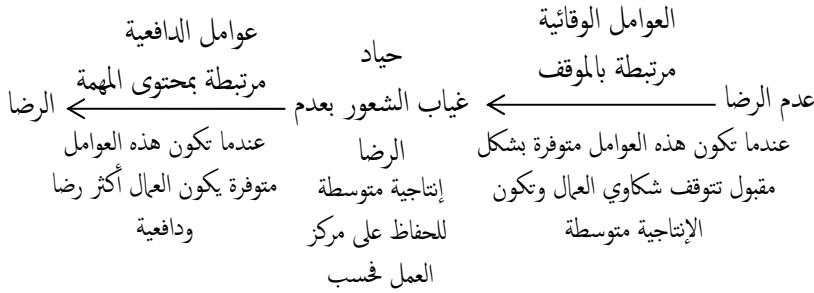 العوامل الوقائية
مرتبطة بالموقف
عدم الرضا
عندما تكون هذه العوامل متوفرة بشكل
مقبول تتوقف شكاوي العمال وتكون
الإنتاجية متوسطة
حياد
غياب الشعور بعدم
الرضا
إنتاجية متوسطة
للحفاظ على مركز
العمل فحسب
عوامل الدافعية
مرتبطة بمحتوى المهمة
الرضا
عندما تكون هذه العوامل
متوفرة يكون العمال أكثر رضا
ودافعية